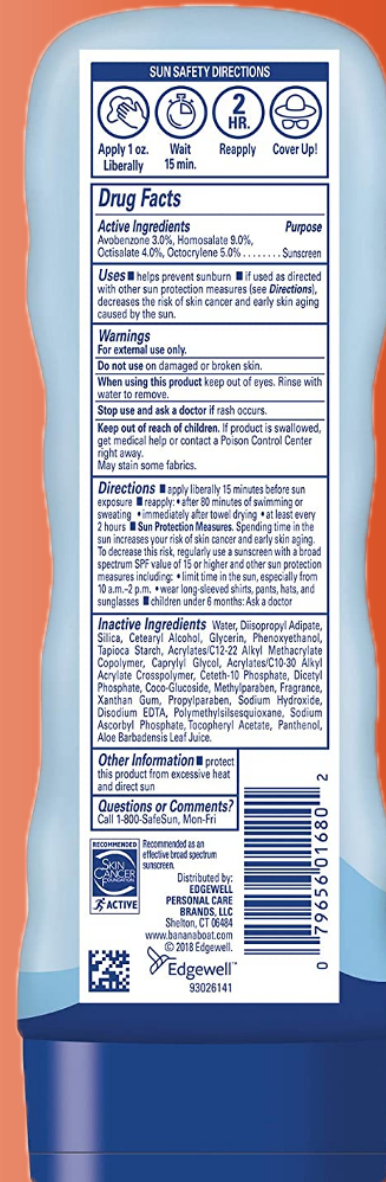 SUN SAFETY DIRECTIONS
Apply 1 oz. Liberally
Wait 15 min.
2 HR.
Reapply
Cover Up!
Drug Facts
Active Ingredients Purpose
Avobenzone 3.0%, Homosalate 9.0%,
Octisalate 4.0%, Octocrylene 5.0% ........ Sunscreen
Uses ■ helps prevent sunburn ■ if used as directed
with other sun protection measures (see Directions),
decreases the risk of skin cancer and early skin aging
caused by the sun.
Warnings
For external use only.
Do not use on damaged or broken skin.
When using this product keep out of eyes. Rinse with
water to remove.
Stop use and ask a doctor if rash occurs.
Keep out of reach of children. If product is swallowed,
get medical help or contact a Poison Control Center
right away.
May stain some fabrics.
Directions ■ apply liberally 15 minutes before sun
exposure ■ reapply: • after 80 minutes of swimming or
sweating • immediately after towel drying • at least every
2 hours ■ Sun Protection Measures. Spending time in the
sun increases your risk of skin cancer and early skin aging.
To decrease this risk, regularly use a sunscreen with a broad
spectrum SPF value of 15 or higher and other sun protection
measures including: • limit time in the sun, especially from
10 a.m.–2 p.m. • wear long-sleeved shirts, pants, hats, and
sunglasses ■ children under 6 months: Ask a doctor
Inactive Ingredients Water, Diisopropyl Adipate,
Silica, Cetearyl Alcohol, Glycerin, Phenoxyethanol,
Tapioca Starch, Acrylates/C12-22 Alkyl Methacrylate
Copolymer, Caprylyl Glycol, Acrylates/C10-30 Alkyl
Acrylate Crosspolymer, Ceteth-10 Phosphate, Dicetyl
Phosphate, Coco-Glucoside, Methylparaben, Fragrance,
Xanthan Gum, Propylparaben, Sodium Hydroxide,
Disodium EDTA, Polymethylsilsesquioxane, Sodium
Ascorbyl Phosphate, Tocopheryl Acetate, Panthenol,
Aloe Barbadensis Leaf Juice.
Other Information ■ protect
this product from excessive heat
and direct sun
Questions or Comments?
Call 1-800-SafeSun, Mon-Fri
RECOMMENDED
SKIN
CANCER
FOUNDATION
ACTIVE
Recommended as an
effective broad spectrum
sunscreen.
Distributed by:
EDGEWELL
PERSONAL CARE
BRANDS, LLC
Shelton, CT 06484
www.bananaboat.com
© 2018 Edgewell.
Edgewell™
93026141
0 79656 01680 2